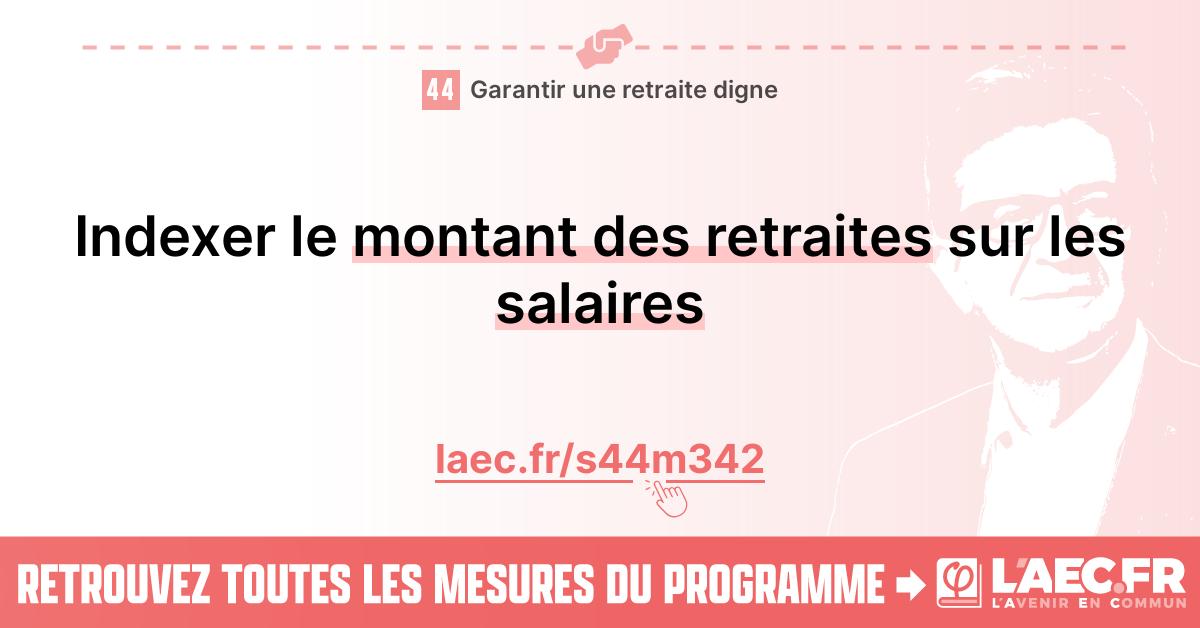 44 Garantir une retraite digne
Indexer le montant des retraites sur les
salaires
laec.fr/s44m342
RETROUVEZ TOUTES LES MESURES DU PROGRAMME
L'AEC.FR
L'AVENIR EN COMMUN